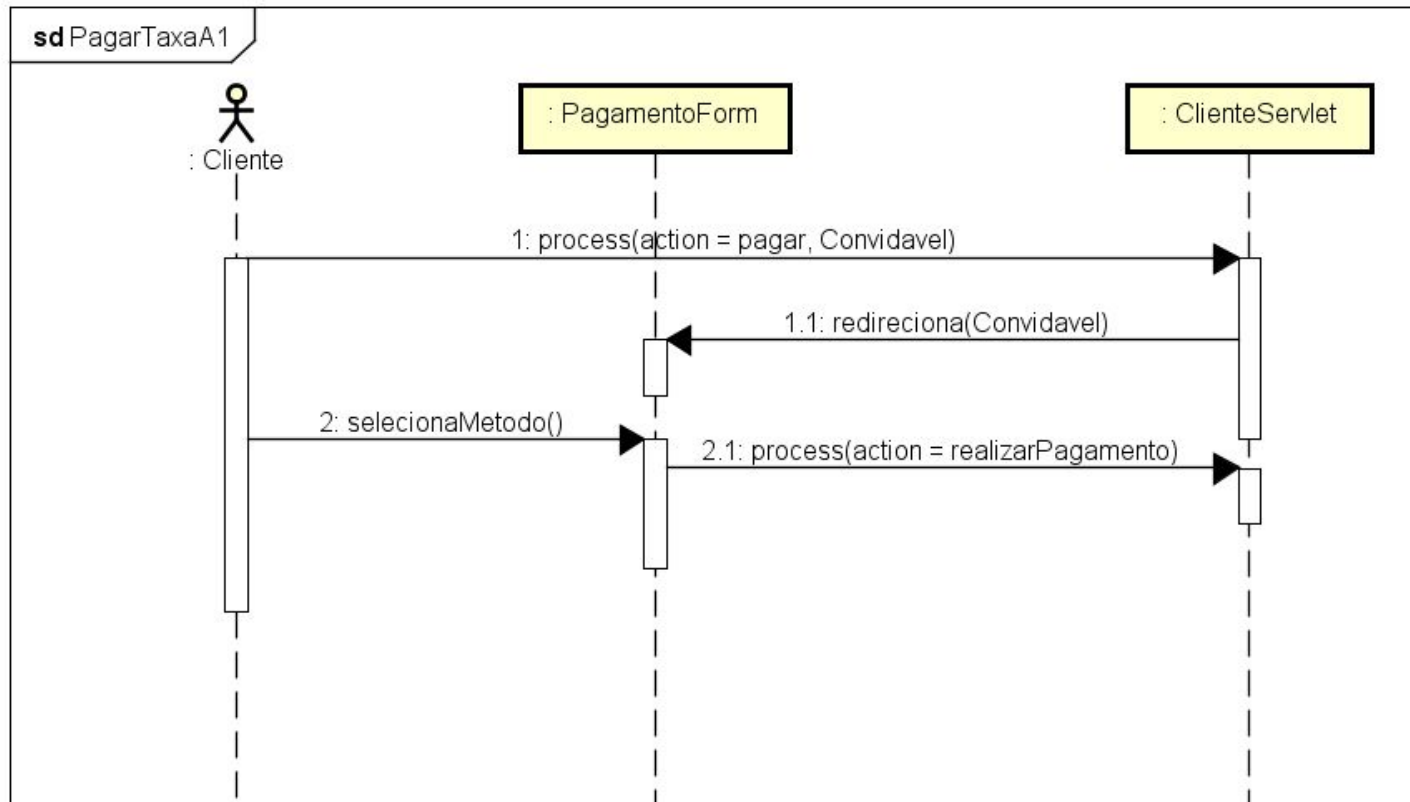 sd PagarTaxaA1
: Cliente
: PagamentoForm
: ClienteServlet
1: process(action = pagar, Convidavel)
1.1: redireciona(Convidavel)
2: selecionaMetodo()
2.1: process(action = realizarPagamento)